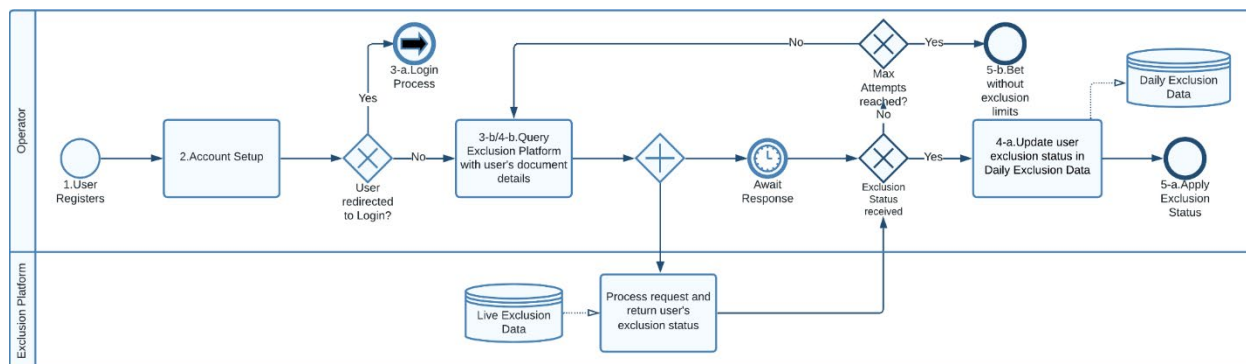 Operator
1.User
Registers
2.Account Setup
User
redirected
to Login?
Yes
3-a.Login
Process
No
3-b/4-b.Query
Exclusion Platform
with user's document
details
Await
Response
Exclusion
Status
received
No
Max
Attempts
reached?
No
Yes
5-b.Bet
without
exclusion
limits
Yes
4-a.Update user
exclusion status in
Daily Exclusion Data
Daily Exclusion
Data
5-a.Apply
Exclusion
Status
Exclusion Platform
Live Exclusion
Data
Process request and
return user's
exclusion status